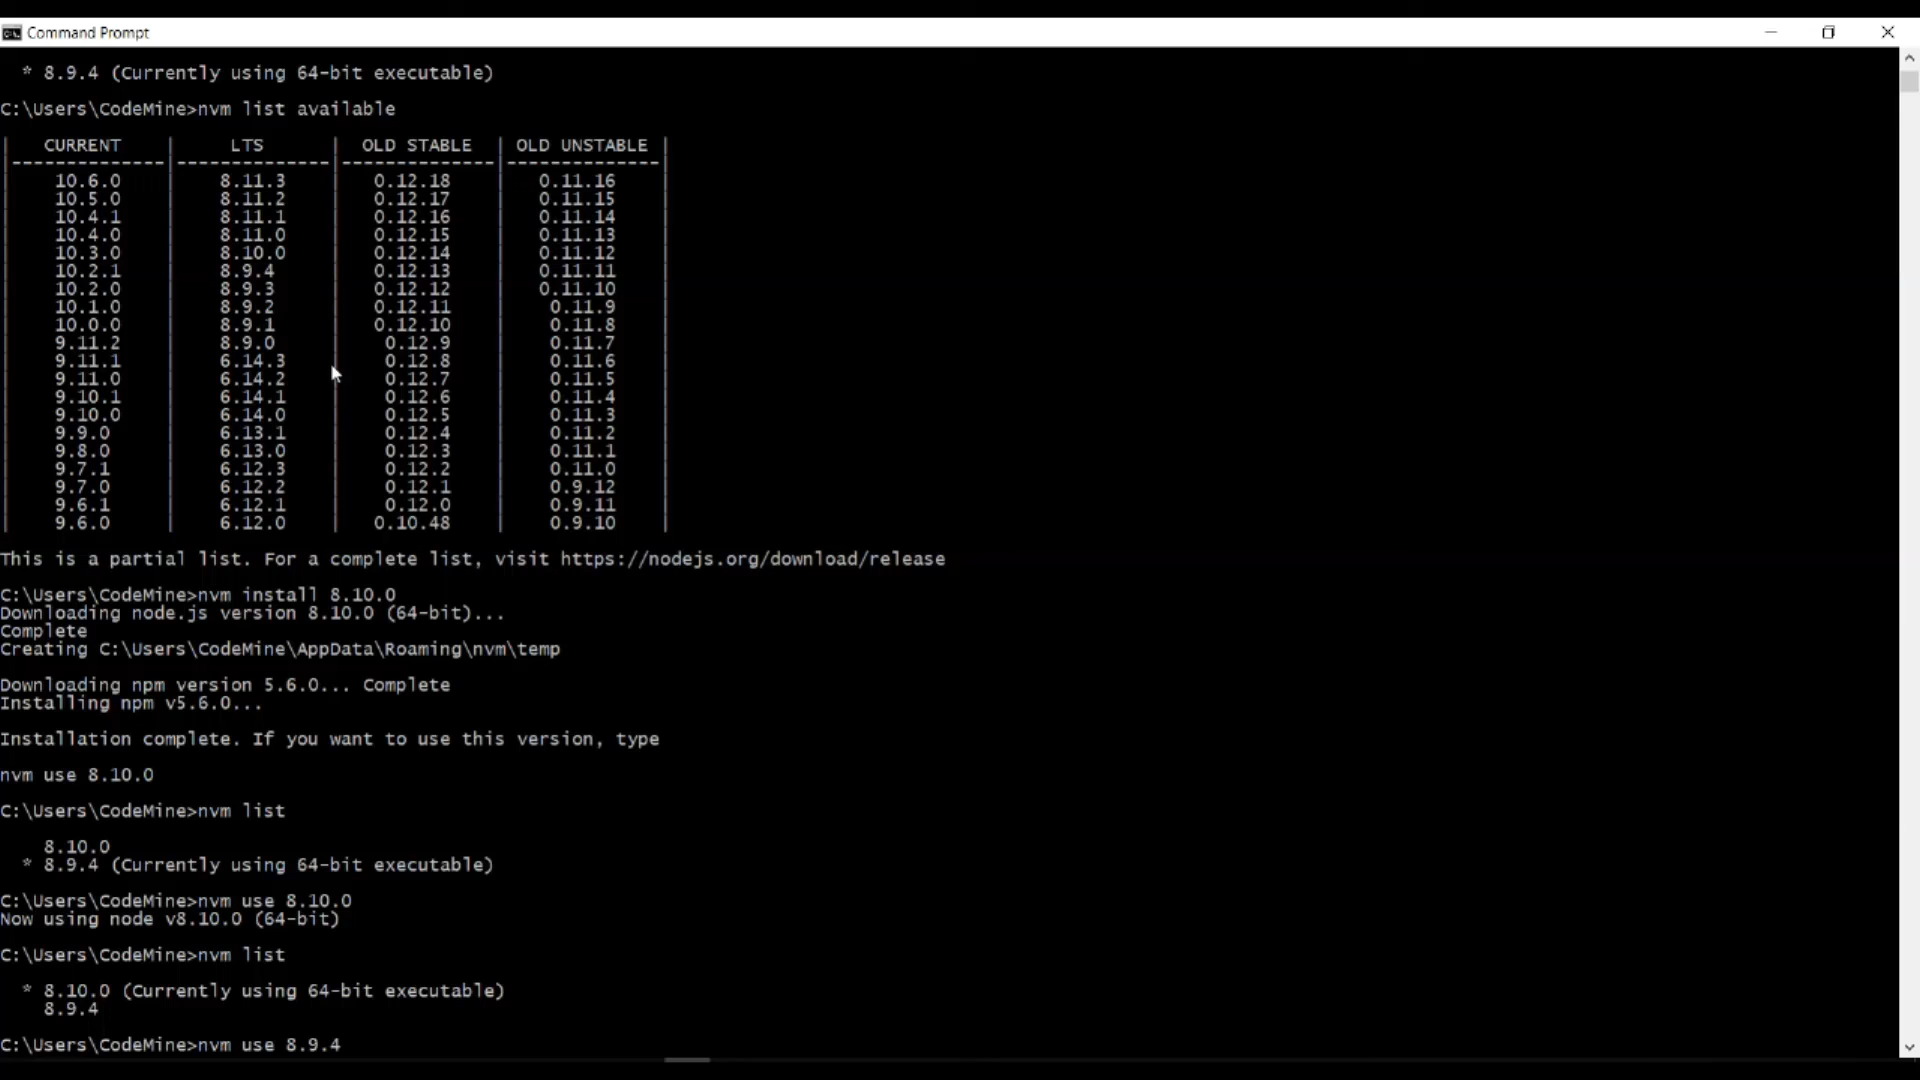 Command Prompt
* 8.9.4 (Currently using 64-bit executable)
C:\Users\CodeMine>nvm list available
| CURRENT | LTS | OLD STABLE | OLD UNSTABLE |
|--------------|--------------|--------------|--------------|
| 10.6.0 | 8.11.3 | 0.12.18 | 0.11.16 |
| 10.5.0 | 8.11.2 | 0.12.17 | 0.11.15 |
| 10.4.1 | 8.11.1 | 0.12.16 | 0.11.14 |
| 10.4.0 | 8.11.0 | 0.12.15 | 0.11.13 |
| 10.3.0 | 8.10.0 | 0.12.14 | 0.11.12 |
| 10.2.1 | 8.9.4 | 0.12.13 | 0.11.11 |
| 10.2.0 | 8.9.3 | 0.12.12 | 0.11.10 |
| 10.1.0 | 8.9.2 | 0.12.11 | 0.11.9 |
| 10.0.0 | 8.9.1 | 0.12.10 | 0.11.8 |
| 9.11.2 | 8.9.0 | 0.12.9 | 0.11.7 |
| 9.11.1 | 6.14.3 | 0.12.8 | 0.11.6 |
| 9.11.0 | 6.14.2 | 0.12.7 | 0.11.5 |
| 9.10.1 | 6.14.1 | 0.12.6 | 0.11.4 |
| 9.10.0 | 6.14.0 | 0.12.5 | 0.11.3 |
| 9.9.0 | 6.13.1 | 0.12.4 | 0.11.2 |
| 9.8.0 | 6.13.0 | 0.12.3 | 0.11.1 |
| 9.7.1 | 6.12.3 | 0.12.2 | 0.11.0 |
| 9.7.0 | 6.12.2 | 0.12.1 | 0.9.12 |
| 9.6.1 | 6.12.1 | 0.12.0 | 0.9.11 |
| 9.6.0 | 6.12.0 | 0.10.48 | 0.9.10 |
This is a partial list. For a complete list, visit https://nodejs.org/download/release
C:\Users\CodeMine>nvm install 8.10.0
Downloading node.js version 8.10.0 (64-bit)...
Complete
Creating C:\Users\CodeMine\AppData\Roaming\nvm\temp
Downloading npm version 5.6.0... Complete
Installing npm v5.6.0...
Installation complete. If you want to use this version, type
nvm use 8.10.0
C:\Users\CodeMine>nvm list
8.10.0
* 8.9.4 (Currently using 64-bit executable)
C:\Users\CodeMine>nvm use 8.10.0
Now using node v8.10.0 (64-bit)
C:\Users\CodeMine>nvm list
* 8.10.0 (Currently using 64-bit executable)
8.9.4
C:\Users\CodeMine>nvm use 8.9.4